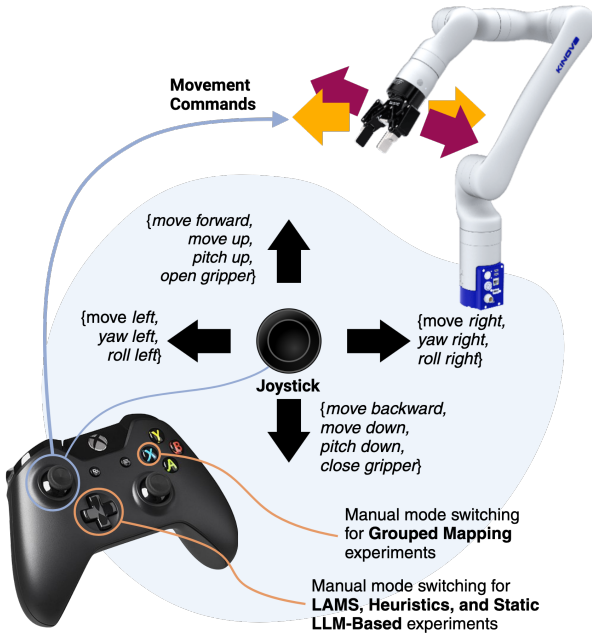 KINOVA
Movement
Commands
{move forward,
move up,
pitch up,
open gripper}
{move left,
yaw left,
roll left}
{move right,
yaw right,
roll right}
Joystick
{move backward,
move down,
pitch down,
close gripper}
Y
X
B
A
Manual mode switching
for Grouped Mapping
experiments
Manual mode switching for
LAMS, Heuristics, and Static
LLM-Based experiments